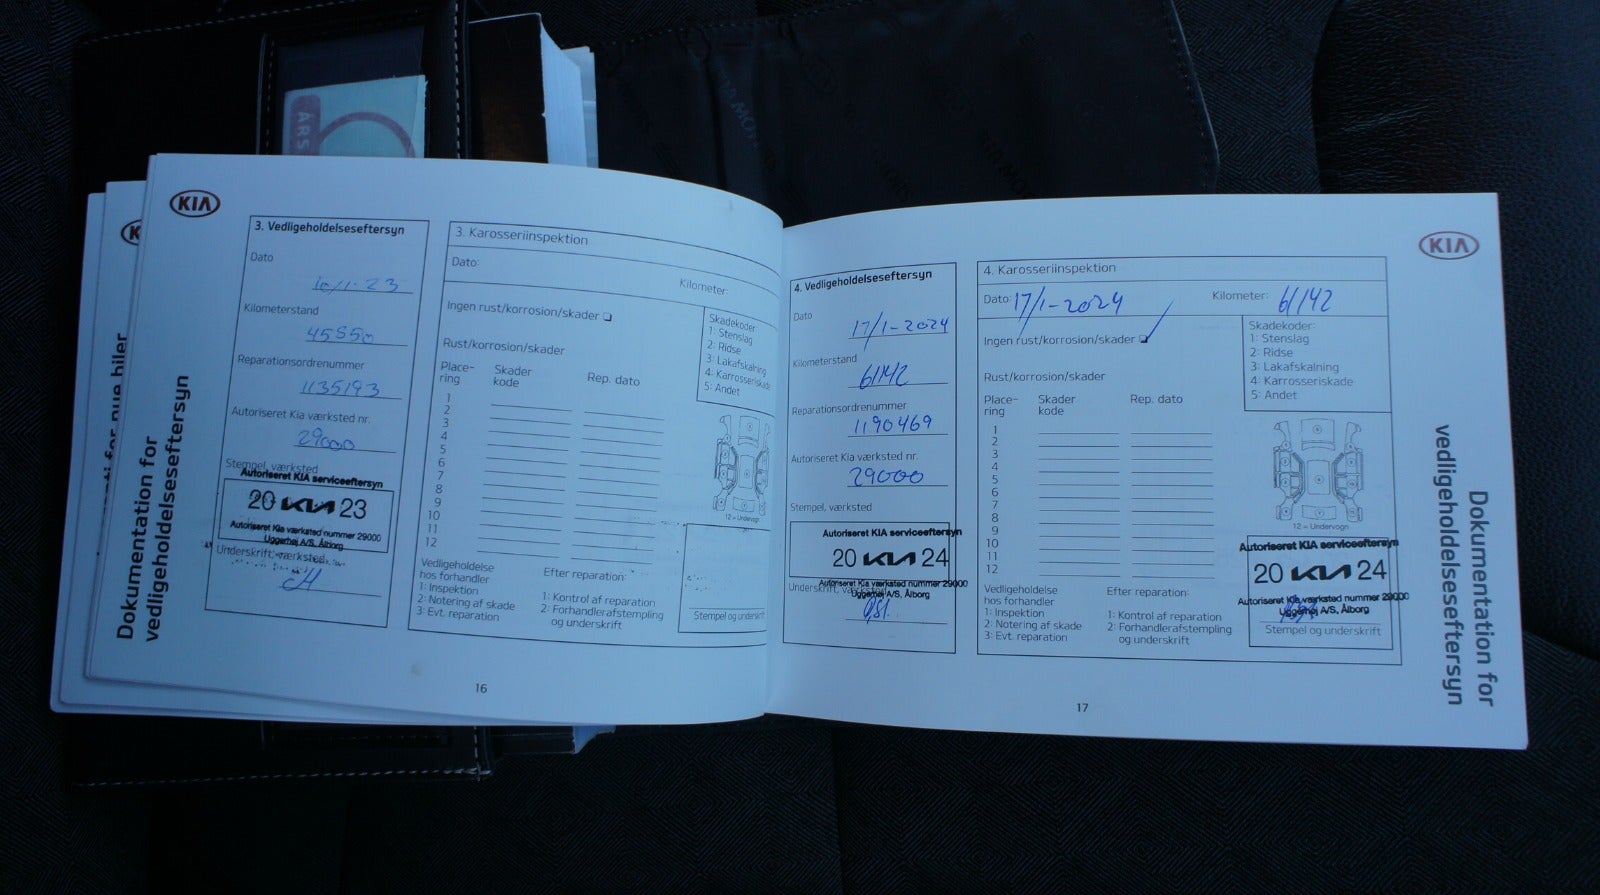 ÅRS
KIA
3. Vedligeholdelseseftersyn
Dato
16/1-23
Kilometerstand
45550
Reparationsordrenummer
1135193
Autoriseret Kia værksted nr.
29000
Stempel, værksted
Autoriseret KIA serviceeftersyn
20 KIA 23
Autoriseret Kia værksted nummer 29000
Uggerhøj A/S, Ålborg
Underskrift, værksted
3. Karosseriinspektion
Dato:
Kilometer:
Ingen rust/korrosion/skader
Rust/korrosion/skader
Skadekoder
1: Stenslag
2: Ridse
3: Lakafskalning
4: Karrosseriskade
5: Andet
Place-
ring
Skader
kode
Rep. dato
1
2
3
4
5
6
7
8
9
10
11
12
12 = Undervogn
Vedligeholdelse
hos forhandler
1: Inspektion
2: Notering af skade
3: Evt. reparation
Efter reparation:
1: Kontrol af reparation
2: Forhandlerafstempling
og underskrift
Stempel og underskrift
Dokumentation for
vedligeholdelseseftersyn
16
KIA
4. Vedligeholdelseseftersyn
Dato
17/1-2024
Kilometerstand
61142
Reparationsordrenummer
1190469
Autoriseret Kia værksted nr.
29000
Stempel, værksted
Autoriseret KIA serviceeftersyn
20 KIA 24
Autoriseret Kia værksted nummer 29000
Uggerhøj A/S, Ålborg
Underskrift, værksted
4. Karosseriinspektion
Dato: 17/1-2024 Kilometer: 61142
Ingen rust/korrosion/skader
Rust/korrosion/skader
Skadekoder:
1: Stenslag
2: Ridse
3: Lakafskalning
4: Karrosseriskade
5: Andet
Place-
ring
Skader
kode
Rep. dato
1
2
3
4
5
6
7
8
9
10
11
12
12 = Undervogn
Vedligeholdelse
hos forhandler
1: Inspektion
2: Notering af skade
3: Evt. reparation
Efter reparation:
1: Kontrol af reparation
2: Forhandlerafstempling
og underskrift
Autoriseret KIA serviceeftersyn
20 KIA 24
Autoriseret Kia værksted nummer 29000
Uggerhøj A/S, Ålborg
Stempel og underskrift
Dokumentation for
vedligeholdelseseftersyn
17